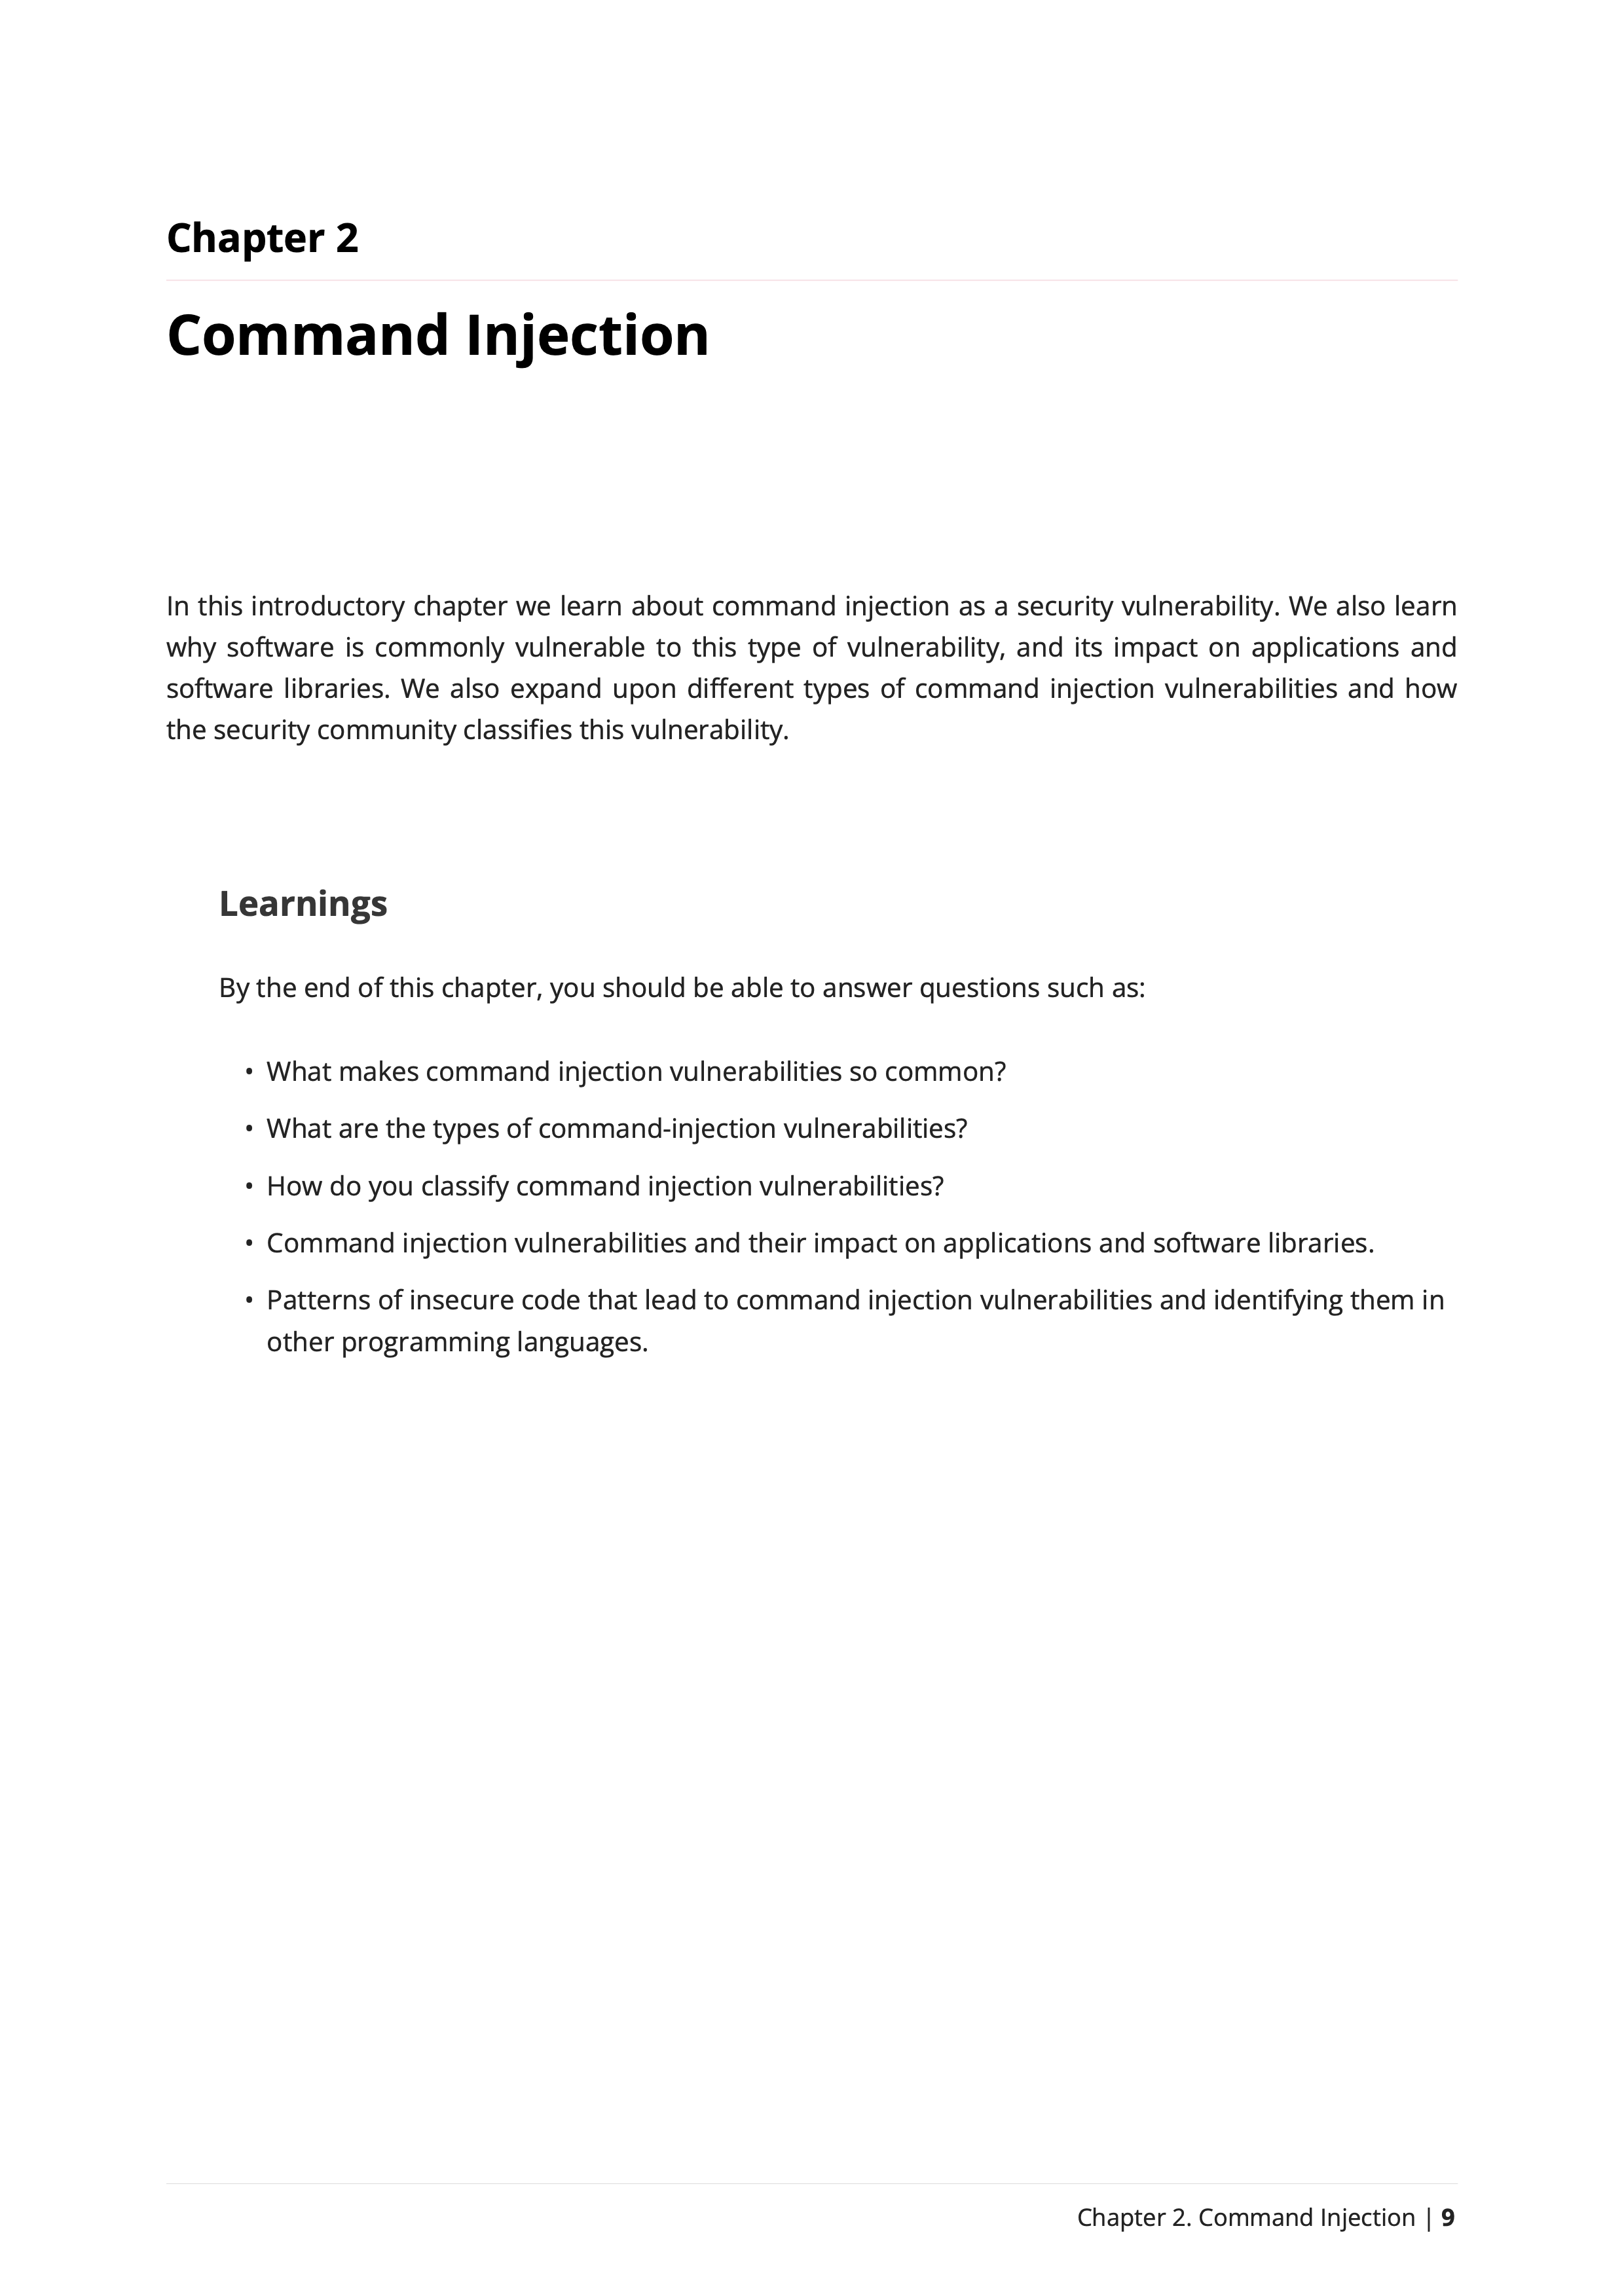 Chapter 2
Command Injection
In this introductory chapter we learn about command injection as a security vulnerability. We also learn
why software is commonly vulnerable to this type of vulnerability, and its impact on applications and
software libraries. We also expand upon different types of command injection vulnerabilities and how
the security community classifies this vulnerability.
Learnings
By the end of this chapter, you should be able to answer questions such as:
• What makes command injection vulnerabilities so common?
• What are the types of command-injection vulnerabilities?
• How do you classify command injection vulnerabilities?
• Command injection vulnerabilities and their impact on applications and software libraries.
• Patterns of insecure code that lead to command injection vulnerabilities and identifying them in
other programming languages.
Chapter 2. Command Injection | 9